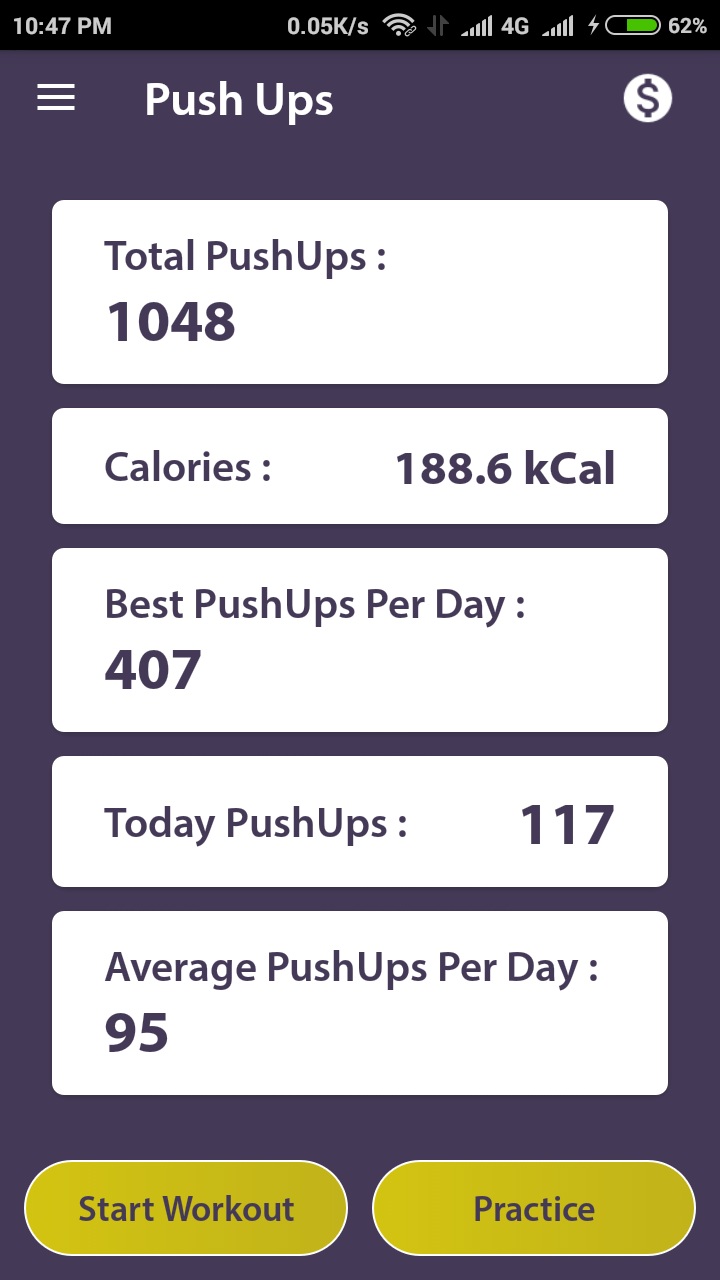 10:47 PM 0.05K/s 4G 62%
Push Ups $
Total PushUps :
1048
Calories : 188.6 kCal
Best PushUps Per Day :
407
Today PushUps : 117
Average PushUps Per Day :
95
Start Workout Practice